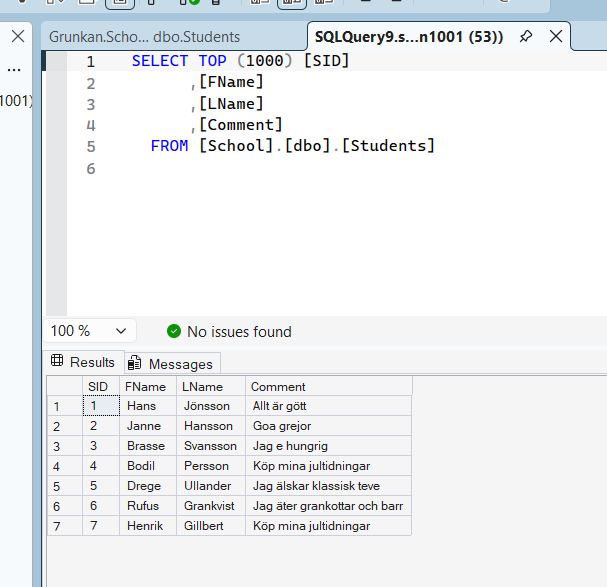 Grunkan.Scho... dbo.Students
SQLQuery9.s...n1001 (53))
...
1001)
1 SELECT TOP (1000) [SID]
2 ,[FName]
3 ,[LName]
4 ,[Comment]
5 FROM [School].[dbo].[Students]
6
100 %
No issues found
Results
Messages
SID FName LName Comment
1 1 Hans Jönsson Allt är gött
2 2 Janne Hansson Goa grejor
3 3 Brasse Svansson Jag e hungrig
4 4 Bodil Persson Köp mina jultidningar
5 5 Drege Ullander Jag älskar klassisk teve
6 6 Rufus Grankvist Jag äter grankottar och barr
7 7 Henrik Gillbert Köp mina jultidningar